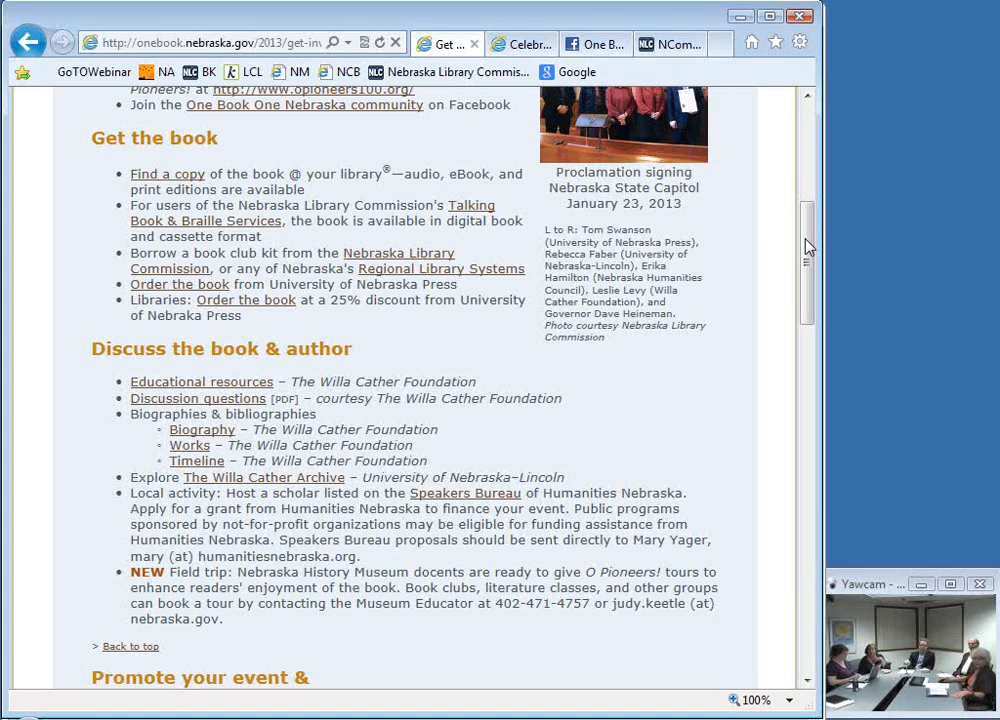 http://onebook.nebraska.gov/2013/get-inv
Get ...
Celebr...
One B...
NLC NCom...
GoTOWebinar
NA
NLC BK
k LCL
NM
NCB
NLC Nebraska Library Commis...
Google
Pioneers! at http://www.opioneers100.org/
• Join the One Book One Nebraska community on Facebook
Get the book
• Find a copy of the book @ your library®—audio, eBook, and
print editions are available
• For users of the Nebraska Library Commission's Talking
Book & Braille Services, the book is available in digital book
and cassette format
• Borrow a book club kit from the Nebraska Library
Commission, or any of Nebraska's Regional Library Systems
• Order the book from University of Nebraska Press
• Libraries: Order the book at a 25% discount from University
of Nebraka Press
Proclamation signing
Nebraska State Capitol
January 23, 2013
L to R: Tom Swanson
(University of Nebraska Press),
Rebecca Faber (University of
Nebraska-Lincoln), Erika
Hamilton (Nebraska Humanities
Council), Leslie Levy (Willa
Cather Foundation), and
Governor Dave Heineman.
Photo courtesy Nebraska Library
Commission
Discuss the book & author
• Educational resources – The Willa Cather Foundation
• Discussion questions [PDF] – courtesy The Willa Cather Foundation
• Biographies & bibliographies
◦ Biography – The Willa Cather Foundation
◦ Works – The Willa Cather Foundation
◦ Timeline – The Willa Cather Foundation
• Explore The Willa Cather Archive – University of Nebraska–Lincoln
• Local activity: Host a scholar listed on the Speakers Bureau of Humanities Nebraska.
Apply for a grant from Humanities Nebraska to finance your event. Public programs
sponsored by not-for-profit organizations may be eligible for funding assistance from
Humanities Nebraska. Speakers Bureau proposals should be sent directly to Mary Yager,
mary (at) humanitiesnebraska.org.
• NEW Field trip: Nebraska History Museum docents are ready to give O Pioneers! tours to
enhance readers' enjoyment of the book. Book clubs, literature classes, and other groups
can book a tour by contacting the Museum Educator at 402-471-4757 or judy.keetle (at)
nebraska.gov.
> Back to top
Promote your event &
100%
Yawcam - ...